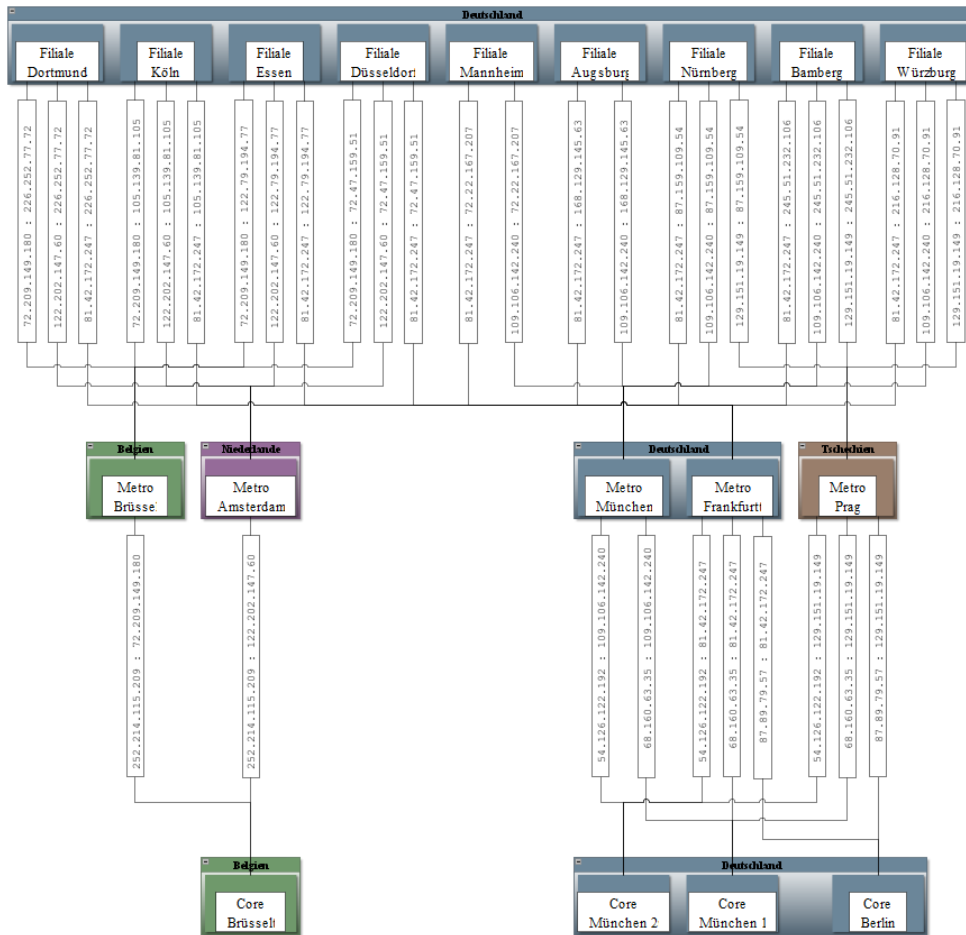 Deutschland
Filiale
Dortmund
Filiale
Köln
Filiale
Essen
Filiale
Düsseldorf
Filiale
Mannheim
Filiale
Augsburg
Filiale
Nürnberg
Filiale
Bamberg
Filiale
Würzburg
72.209.149.180 : 226.252.77.72
122.202.147.60 : 226.252.77.72
81.42.172.247 : 226.252.77.72
72.209.149.180 : 105.139.81.105
122.202.147.60 : 105.139.81.105
81.42.172.247 : 105.139.81.105
72.209.149.180 : 122.79.194.77
122.202.147.60 : 122.79.194.77
81.42.172.247 : 122.79.194.77
72.209.149.180 : 72.47.159.51
122.202.147.60 : 72.47.159.51
81.42.172.247 : 72.47.159.51
81.42.172.247 : 72.22.167.207
109.106.142.240 : 72.22.167.207
81.42.172.247 : 168.129.145.63
109.106.142.240 : 168.129.145.63
81.42.172.247 : 87.159.109.54
109.106.142.240 : 87.159.109.54
129.151.19.149 : 87.159.109.54
81.42.172.247 : 245.51.232.106
109.106.142.240 : 245.51.232.106
129.151.19.149 : 245.51.232.106
81.42.172.247 : 216.128.70.91
109.106.142.240 : 216.128.70.91
129.151.19.149 : 216.128.70.91
Belgien
Metro
Brüssel
Niederlande
Metro
Amsterdam
Deutschland
Metro
München
Metro
Frankfurtt
Tschechien
Metro
Prag
252.214.115.209 : 72.209.149.180
252.214.115.209 : 122.202.147.60
54.126.122.192 : 109.106.142.240
68.160.63.35 : 109.106.142.240
54.126.122.192 : 81.42.172.247
68.160.63.35 : 81.42.172.247
87.89.79.57 : 81.42.172.247
54.126.122.192 : 129.151.19.149
68.160.63.35 : 129.151.19.149
87.89.79.57 : 129.151.19.149
Belgien
Core
Brüsselt
Deutschland
Core
München 2
Core
München 1
Core
Berlin